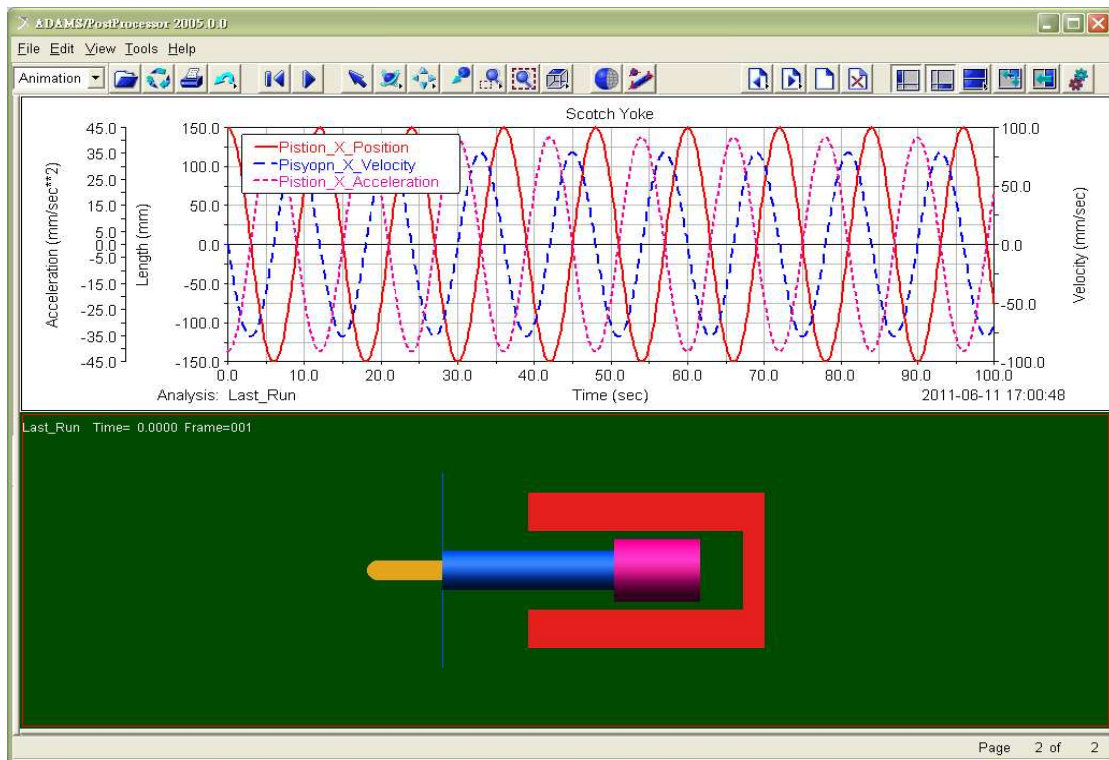 ADAMS/PostProcessor 2005.0.0
File Edit View Tools Help
Animation
Scotch Yoke
45.0
35.0
25.0
15.0
5.0
0.0
-5.0
-15.0
-25.0
-35.0
-45.0
Acceleration (mm/sec**2)
150.0
100.0
50.0
0.0
-50.0
-100.0
-150.0
Length (mm)
Pistion_X_Position
Pisyopn_X_Velocity
Pistion_X_Acceleration
100.0
50.0
0.0
-50.0
-100.0
Velocity (mm/sec)
0.0 10.0 20.0 30.0 40.0 50.0 60.0 70.0 80.0 90.0 100.0
Analysis: Last_Run Time (sec) 2011-06-11 17:00:48
Last_Run Time= 0.0000 Frame=001
Page 2 of 2